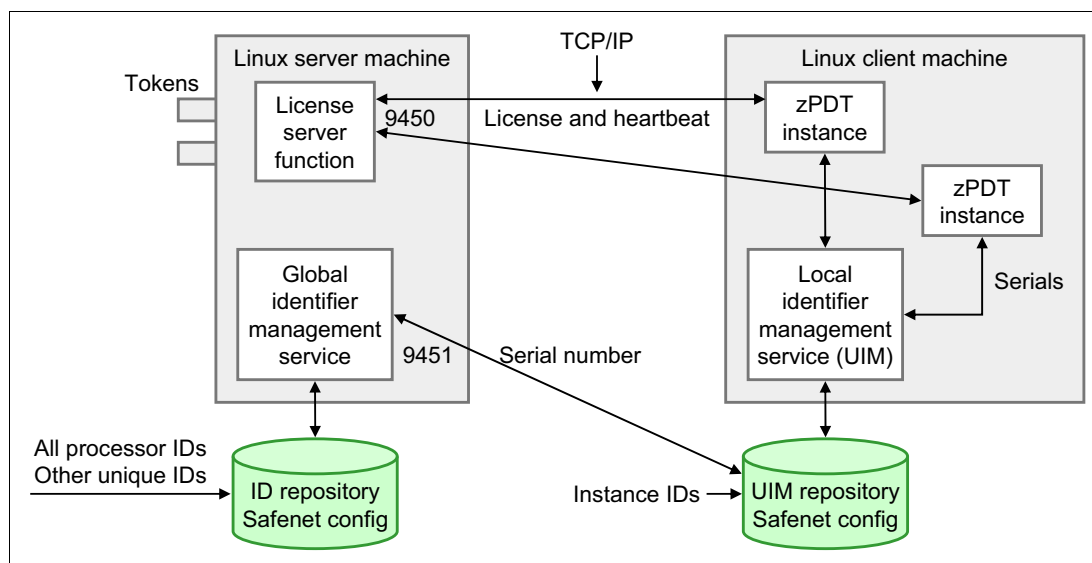 TCP/IP
Linux server machine
Linux client machine
Tokens
License
server
function
9450
License and heartbeat
zPDT
instance
zPDT
instance
Global
identifier
management
service
9451
Serial number
Local
identifier
management
service (UIM)
Serials
All processor IDs
Other unique IDs
ID repository
Safenet config
Instance IDs
UIM repository
Safenet config